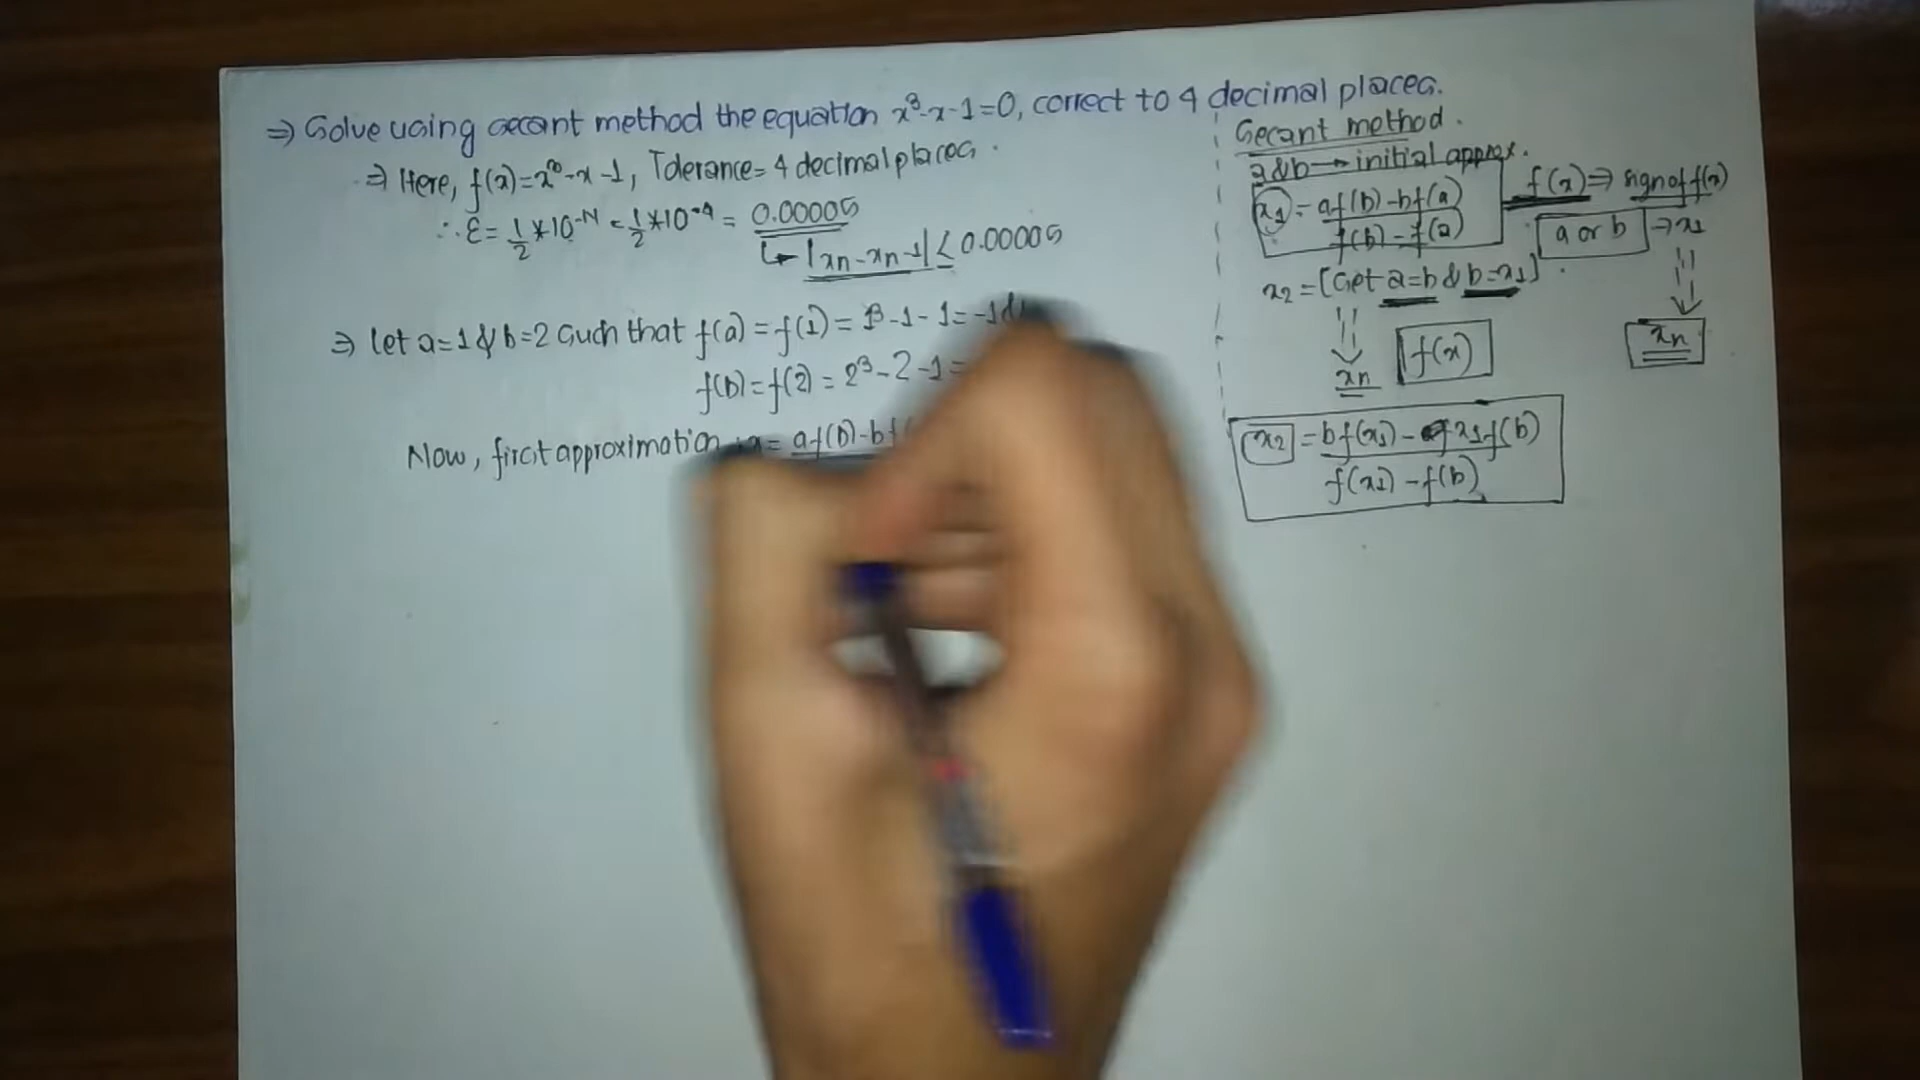 ⇒ Solve using secant method the equation x³-x-1=0, correct to 4 decimal places.
⇒ Here, f(x)=x³-x-1, Tolerance= 4 decimal places.
∴ ε= 1/2 *10^-N = 1/2 *10^-4 = 0.00005
↳ |xn-xn-1| ≤ 0.00005
⇒ let a=1 & b=2 such that f(a) = f(1) = 1³-1-1=-1
f(b)=f(2) = 2³-2-1=
Now, first approximation = af(b)-bf
Secant method.
a&b→initial approx.
x1 = af(b)-bf(a)
f(b)-f(a)
f(x)⇒ sign of f(x)
a or b → x1
x2=[Set a=b & b=x1]
xn
f(x)
xn
x2 = bf(x1)-x1f(b)
f(x1)-f(b)